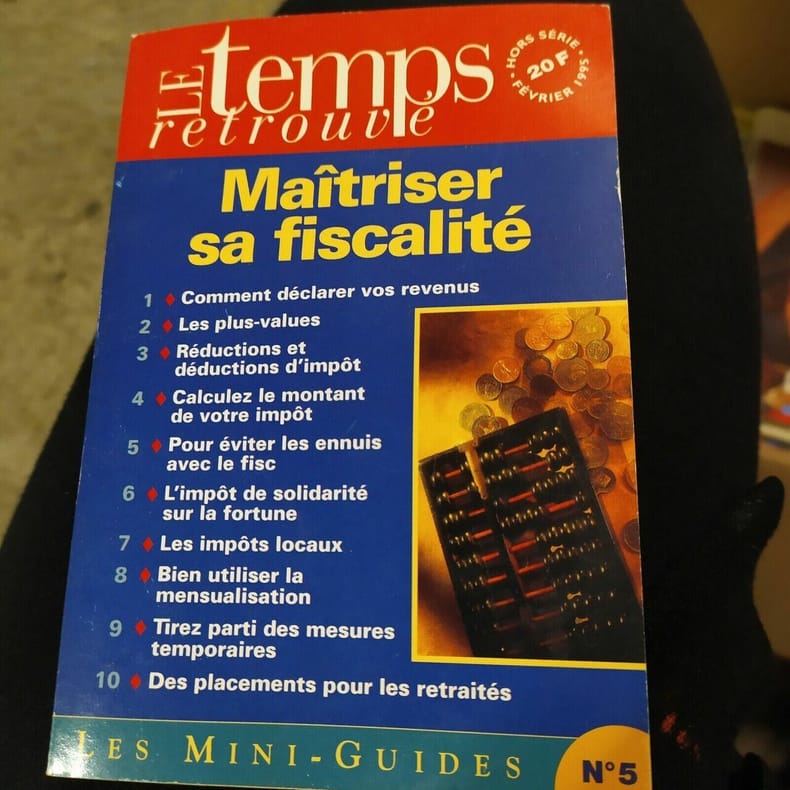 LE temps
retrouvé
HORS SÉRIE
20 F
FÉVRIER 1995
Maîtriser
sa fiscalité
1 ♦ Comment déclarer vos revenus
2 ♦ Les plus-values
3 ♦ Réductions et
déductions d'impôt
4 ♦ Calculez le montant
de votre impôt
5 ♦ Pour éviter les ennuis
avec le fisc
6 ♦ L'impôt de solidarité
sur la fortune
7 ♦ Les impôts locaux
8 ♦ Bien utiliser la
mensualisation
9 ♦ Tirez parti des mesures
temporaires
10 ♦ Des placements pour les retraités
LES MINI-GUIDES
N°5